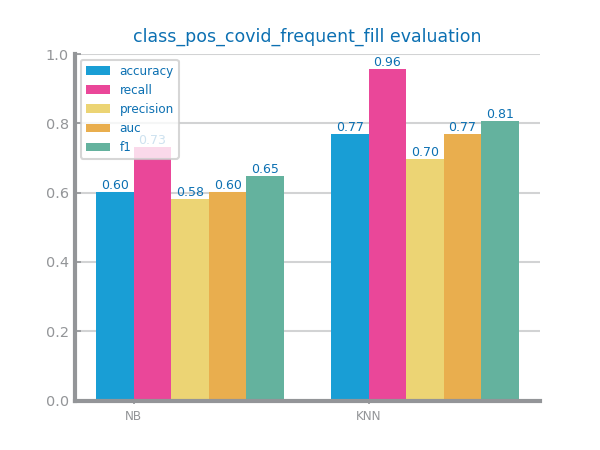 class_pos_covid_frequent_fill evaluation
1.0
0.8
0.6
0.4
0.2
0.0
accuracy
recall
precision
auc
f1
0.60
0.73
0.58
0.60
0.65
0.77
0.96
0.70
0.77
0.81
NB
KNN